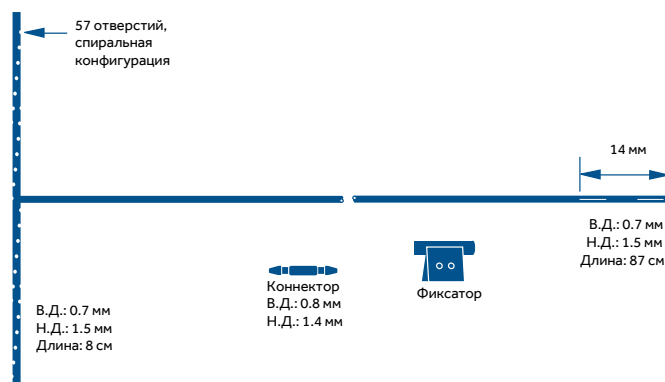 57 отверстий,
спиральная
конфигурация
14 мм
В.Д.: 0.7 мм
Н.Д.: 1.5 мм
Длина: 87 см
Коннектор
В.Д.: 0.8 мм
Н.Д.: 1.4 мм
Фиксатор
В.Д.: 0.7 мм
Н.Д.: 1.5 мм
Длина: 8 см